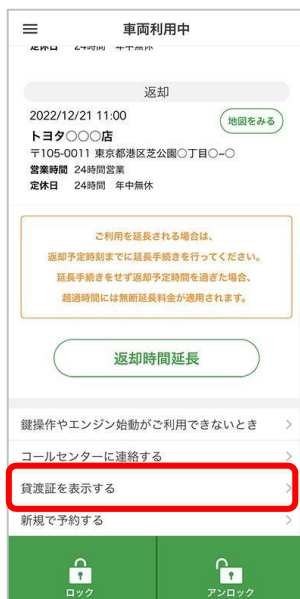 車両利用中
定休日 24時間 年中無休
返却
2022/12/21 11:00
地図をみる
トヨタ〇〇〇店
〒105-0011 東京都港区芝公園〇丁目〇−〇
営業時間 24時間営業
定休日 24時間 年中無休
ご利用を延長される場合は、
返却予定時刻までに延長手続きを行ってください。
延長手続きをせず返却予定時間を過ぎた場合、
超過時間には無断延長料金が適用されます。
返却時間延長
鍵操作やエンジン始動がご利用できないとき
コールセンターに連絡する
貸渡証を表示する
新規で予約する
ロック
アンロック